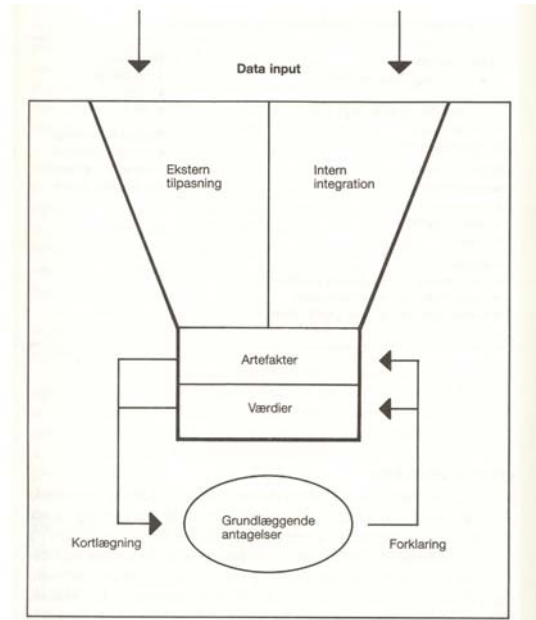 Data input
Ekstern
tilpasning
Intern
integration
Artefakter
Værdier
Grundlæggende
antagelser
Kortlægning
Forklaring